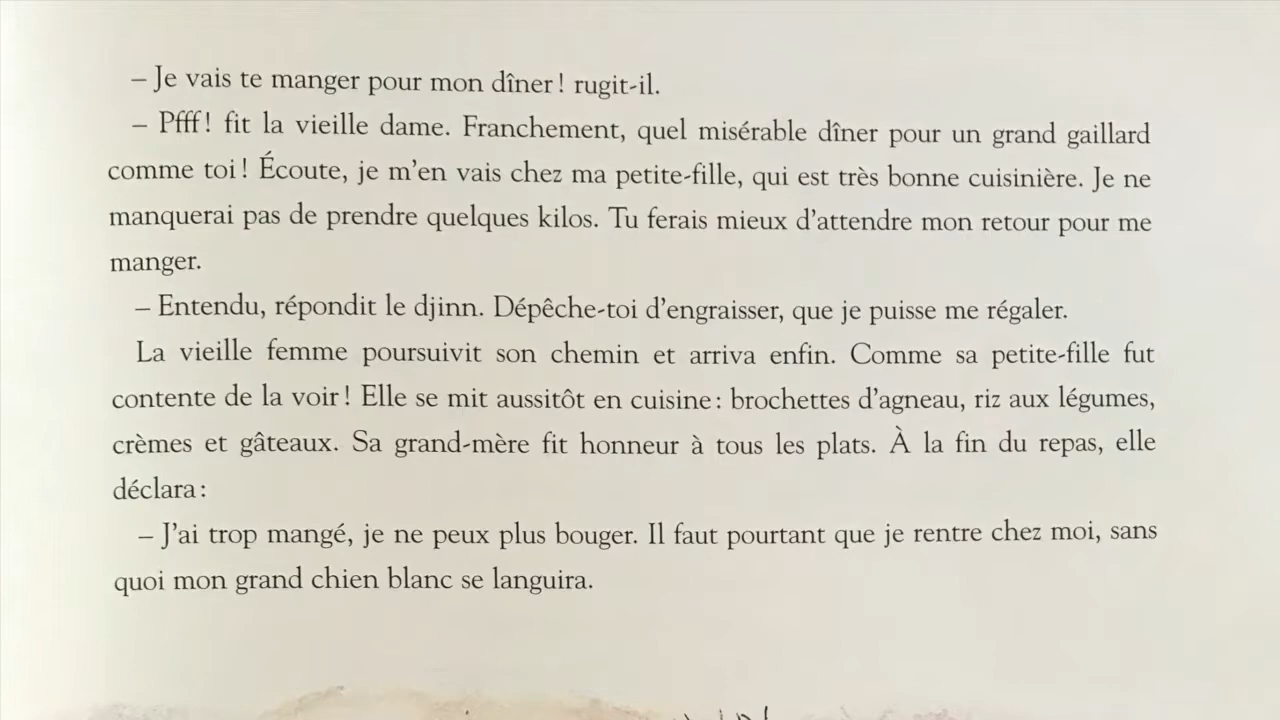 – Je vais te manger pour mon dîner ! rugit-il.
– Pfff ! fit la vieille dame. Franchement, quel misérable dîner pour un grand gaillard
comme toi ! Écoute, je m'en vais chez ma petite-fille, qui est très bonne cuisinière. Je ne
manquerai pas de prendre quelques kilos. Tu ferais mieux d'attendre mon retour pour me
manger.
– Entendu, répondit le djinn. Dépêche-toi d'engraisser, que je puisse me régaler.
La vieille femme poursuivit son chemin et arriva enfin. Comme sa petite-fille fut
contente de la voir ! Elle se mit aussitôt en cuisine : brochettes d'agneau, riz aux légumes,
crèmes et gâteaux. Sa grand-mère fit honneur à tous les plats. À la fin du repas, elle
déclara :
– J'ai trop mangé, je ne peux plus bouger. Il faut pourtant que je rentre chez moi, sans
quoi mon grand chien blanc se languira.